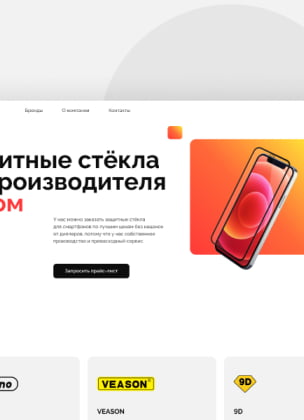 Бренды О компании Контакты
итные стёкла
роизводителя
ом
У нас можно заказать защитные стёкла
для смартфонов по лучшим ценам без наценок
от дилеров, потому что у нас собственное
производство и превосходный сервис.
Запросить прайс-лист
no VEASON 9D
VEASON 9D